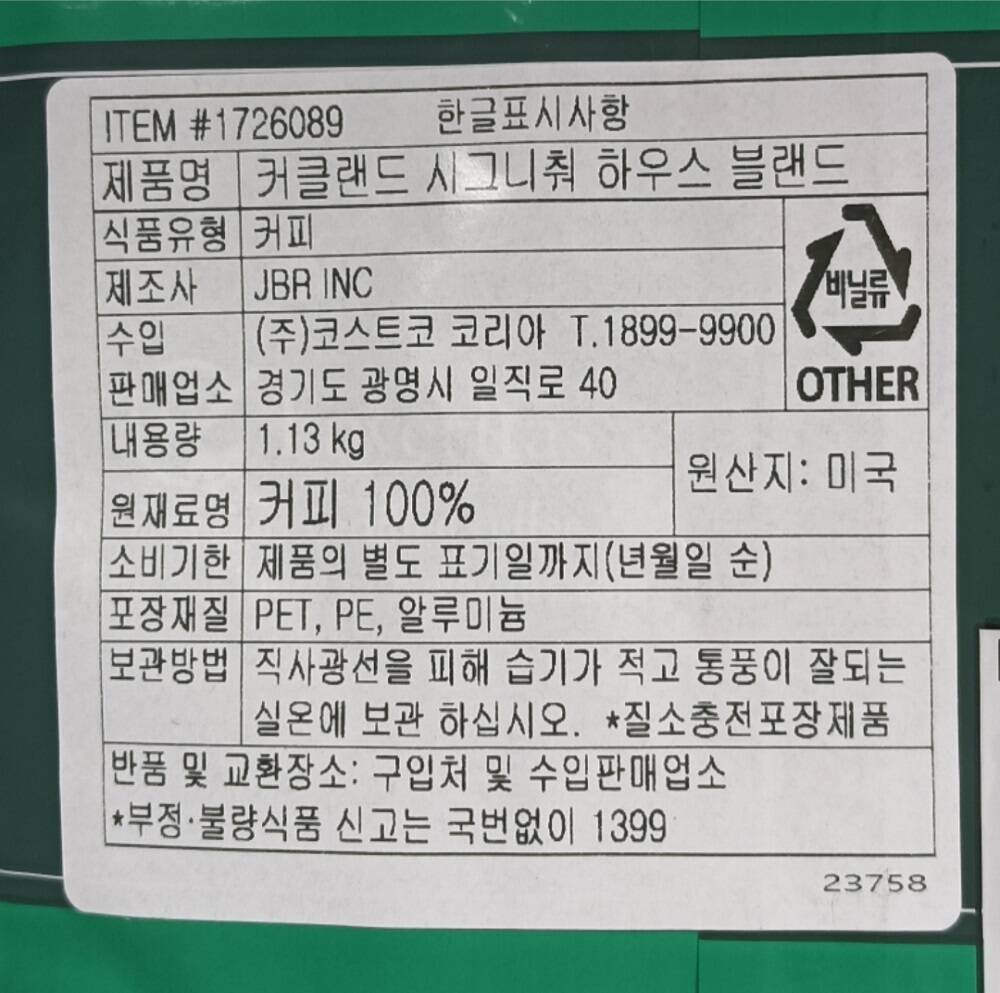 ITEM #1726089 한글표시사항
제품명 커클랜드 시그니춰 하우스 블랜드
식품유형 커피
비닐류
OTHER
제조사 JBR INC
수입 (주)코스트코 코리아 T.1899-9900
판매업소 경기도 광명시 일직로 40
내용량 1.13 kg
원산지: 미국
원재료명 커피 100%
소비기한 제품의 별도 표기일까지(년월일 순)
포장재질 PET, PE, 알루미늄
보관방법 직사광선을 피해 습기가 적고 통풍이 잘되는
실온에 보관 하십시오. *질소충전포장제품
반품 및 교환장소: 구입처 및 수입판매업소
*부정·불량식품 신고는 국번없이 1399
23758